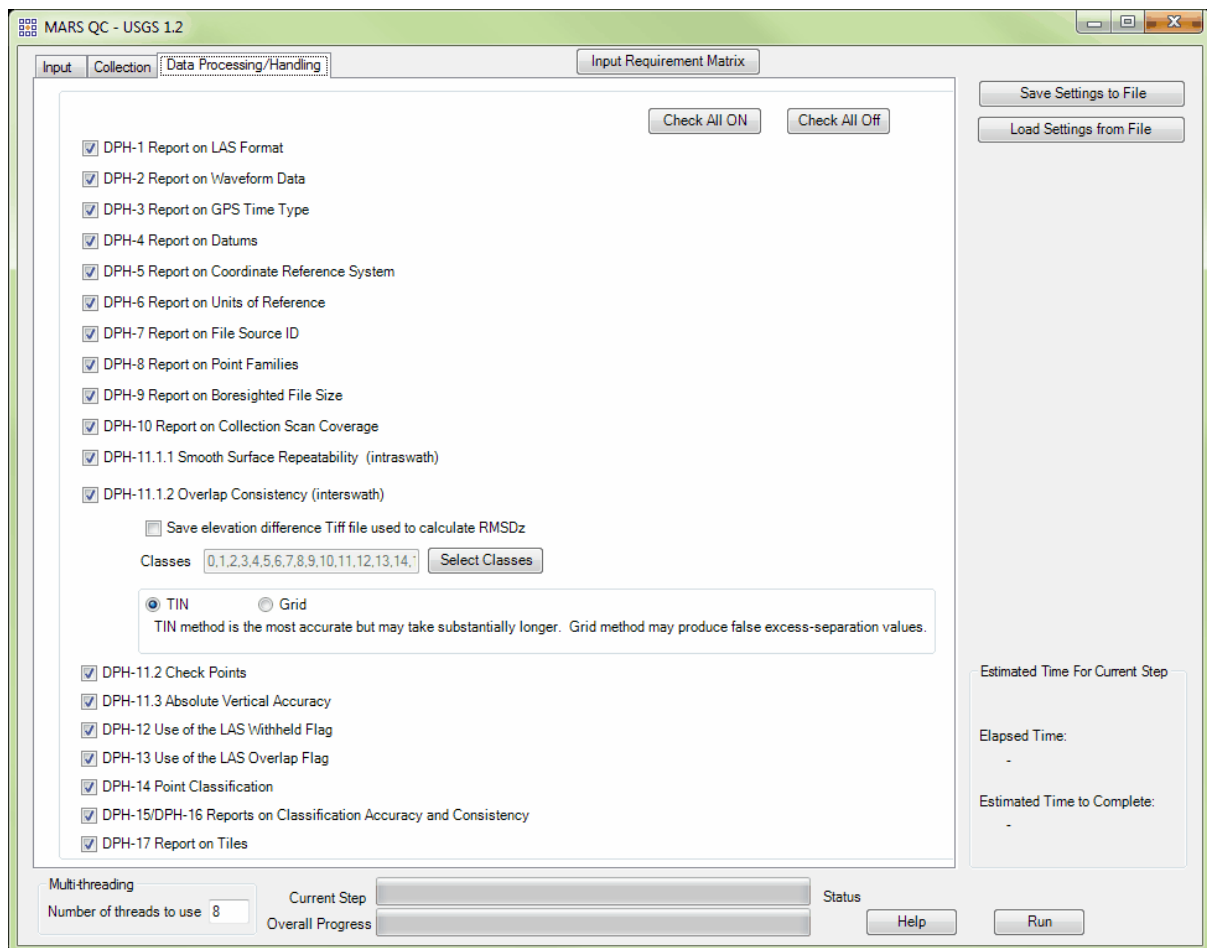 MARS QC - USGS 1.2
Input
Collection
Data Processing/Handling
Input Requirement Matrix
Save Settings to File
Load Settings from File
Check All ON
Check All Off
DPH-1 Report on LAS Format
DPH-2 Report on Waveform Data
DPH-3 Report on GPS Time Type
DPH-4 Report on Datums
DPH-5 Report on Coordinate Reference System
DPH-6 Report on Units of Reference
DPH-7 Report on File Source ID
DPH-8 Report on Point Families
DPH-9 Report on Boresighted File Size
DPH-10 Report on Collection Scan Coverage
DPH-11.1.1 Smooth Surface Repeatability (intraswath)
DPH-11.1.2 Overlap Consistency (interswath)
Save elevation difference Tiff file used to calculate RMSDz
Classes 0,1,2,3,4,5,6,7,8,9,10,11,12,13,14, Select Classes
TIN Grid
TIN method is the most accurate but may take substantially longer. Grid method may produce false excess-separation values.
DPH-11.2 Check Points
DPH-11.3 Absolute Vertical Accuracy
DPH-12 Use of the LAS Withheld Flag
DPH-13 Use of the LAS Overlap Flag
DPH-14 Point Classification
DPH-15/DPH-16 Reports on Classification Accuracy and Consistency
DPH-17 Report on Tiles
Estimated Time For Current Step
Elapsed Time:
-
Estimated Time to Complete:
-
Multi-threading
Number of threads to use 8
Current Step
Overall Progress
Status
Help
Run